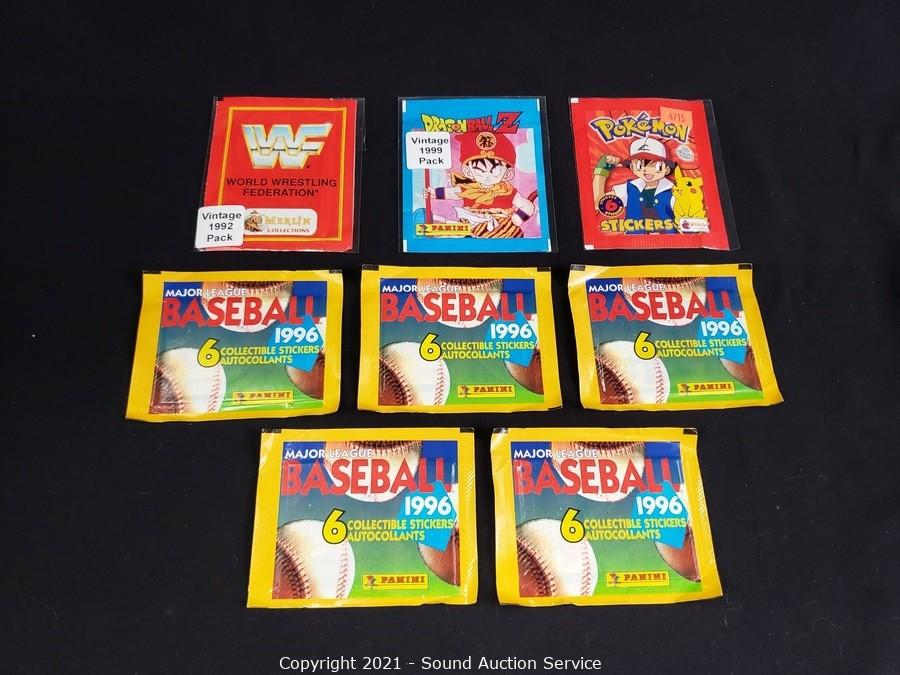 WF
WORLD WRESTLING
FEDERATION
Vintage
1992
Pack
MERLIN
COLLECTIONS
DRAGON BALL Z
Vintage
1999
Pack
PANINI
POKéMON
4715
6
STICKERS
MERLIN
MAJOR LEAGUE
BASEBALL
1996
6 COLLECTIBLE STICKERS
AUTOCOLLANTS
PANINI
MAJOR LEAGUE
BASEBALL
1996
6 COLLECTIBLE STICKERS
AUTOCOLLANTS
PANINI
MAJOR LEAGUE
BASEBALL
1996
6 COLLECTIBLE STICKERS
AUTOCOLLANTS
PANINI
MAJOR LEAGUE
BASEBALL
1996
6 COLLECTIBLE STICKERS
AUTOCOLLANTS
PANINI
MAJOR LEAGUE
BASEBALL
1996
6 COLLECTIBLE STICKERS
AUTOCOLLANTS
PANINI
Copyright 2021 - Sound Auction Service